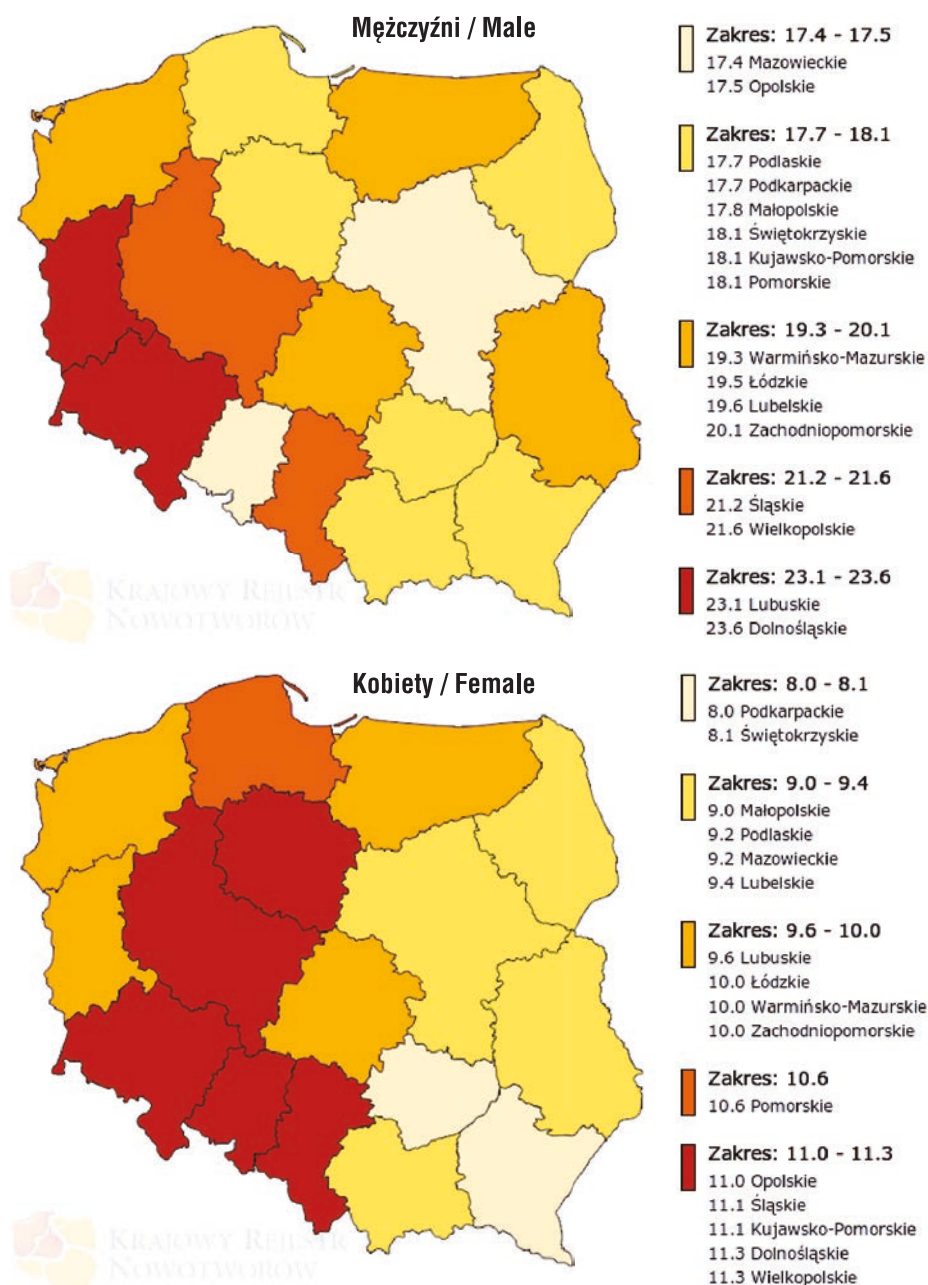 Mężczyźni / Male
Zakres: 17.4 - 17.5
17.4 Mazowieckie
17.5 Opolskie
Zakres: 17.7 - 18.1
17.7 Podlaskie
17.7 Podkarpackie
17.8 Małopolskie
18.1 Świętokrzyskie
18.1 Kujawsko-Pomorskie
18.1 Pomorskie
Zakres: 19.3 - 20.1
19.3 Warmińsko-Mazurskie
19.5 Łódzkie
19.6 Lubelskie
20.1 Zachodniopomorskie
Zakres: 21.2 - 21.6
21.2 Śląskie
21.6 Wielkopolskie
Zakres: 23.1 - 23.6
23.1 Lubuskie
23.6 Dolnośląskie
KRAJOWY REJESTR
NOWOTWORÓW
Kobiety / Female
Zakres: 8.0 - 8.1
8.0 Podkarpackie
8.1 Świętokrzyskie
Zakres: 9.0 - 9.4
9.0 Małopolskie
9.2 Podlaskie
9.2 Mazowieckie
9.4 Lubelskie
Zakres: 9.6 - 10.0
9.6 Lubuskie
10.0 Łódzkie
10.0 Warmińsko-Mazurskie
10.0 Zachodniopomorskie
Zakres: 10.6
10.6 Pomorskie
Zakres: 11.0 - 11.3
11.0 Opolskie
11.1 Śląskie
11.1 Kujawsko-Pomorskie
11.3 Dolnośląskie
11.3 Wielkopolskie
KRAJOWY REJESTR
NOWOTWORÓW